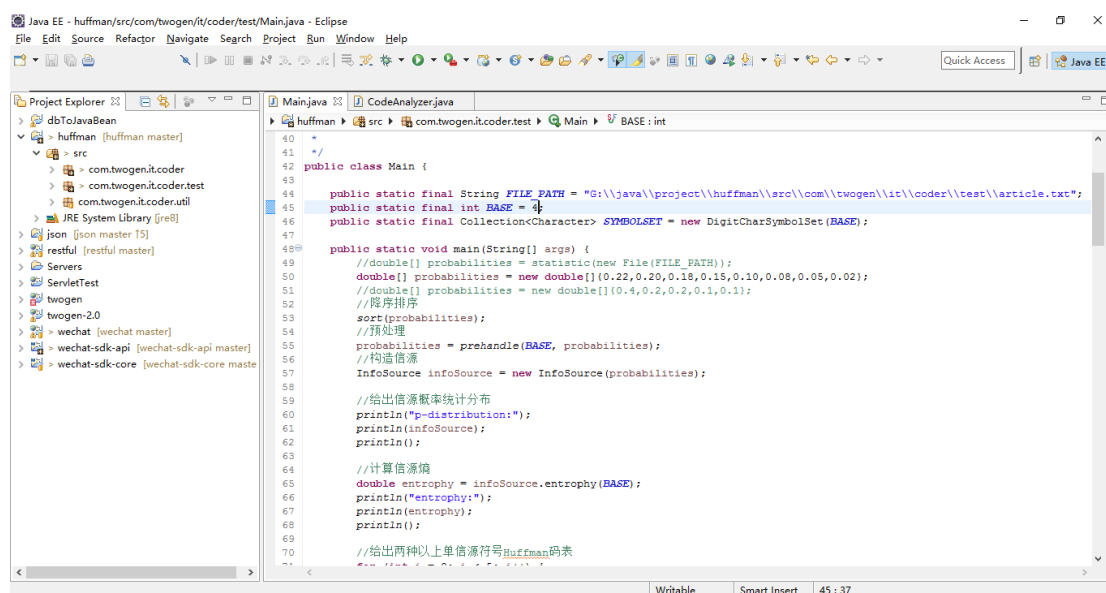 Java EE - huffman/src/com/twogen/it/coder/test/Main.java - Eclipse
File Edit Source Refactor Navigate Search Project Run Window Help
Quick Access
Java EE
Project Explorer
Main.java
CodeAnalyzer.java
huffman
src
com.twogen.it.coder.test
Main
BASE : int
dbToJavaBean
> huffman [huffman master]
> src
> com.twogen.it.coder
> com.twogen.it.coder.test
com.twogen.it.coder.util
JRE System Library [jre8]
json [json master ↑5]
restful [restful master]
Servers
ServletTest
twogen
twogen-2.0
> wechat [wechat master]
> wechat-sdk-api [wechat-sdk-api master]
> wechat-sdk-core [wechat-sdk-core maste
40 *
41 */
42 public class Main {
43
44 public static final String FILE_PATH = "G:\\java\\project\\huffman\\src\\com\\twogen\\it\\coder\\test\\article.txt";
45 public static final int BASE = 4;
46 public static final Collection<Character> SYMBOLSET = new DigitCharSymbolSet(BASE);
47
48 public static void main(String[] args) {
49 //double[] probabilities = statistic(new File(FILE_PATH));
50 double[] probabilities = new double[]{0.22,0.20,0.18,0.15,0.10,0.08,0.05,0.02};
51 //double[] probabilities = new double[]{0.4,0.2,0.2,0.1,0.1};
52 //降序排序
53 sort(probabilities);
54 //预处理
55 probabilities = prehandle(BASE, probabilities);
56 //构造信源
57 InfoSource infoSource = new InfoSource(probabilities);
58
59 //给出信源概率统计分布
60 println("p-distribution:");
61 println(infoSource);
62 println();
63
64 //计算信源熵
65 double entrophy = infoSource.entrophy(BASE);
66 println("entrophy:");
67 println(entrophy);
68 println();
69
70 //给出两种以上单信源符号Huffman码表
Writable
Smart Insert
45 : 37